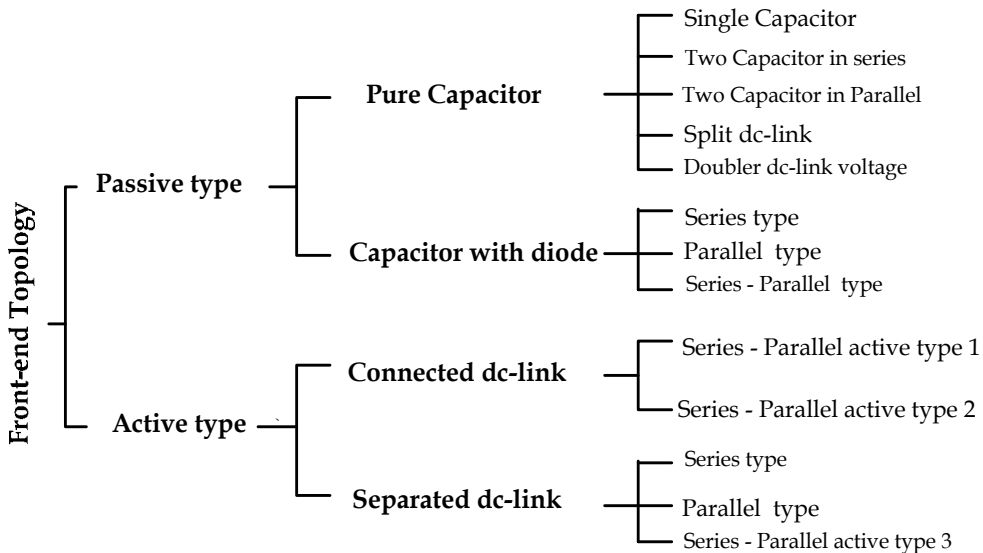 Front-end Topology
Passive type
Pure Capacitor
Single Capacitor
Two Capacitor in series
Two Capacitor in Parallel
Split dc-link
Doubler dc-link voltage
Capacitor with diode
Series type
Parallel type
Series - Parallel type
Active type
Connected dc-link
Series - Parallel active type 1
Series - Parallel active type 2
Separated dc-link
Series type
Parallel type
Series - Parallel active type 3